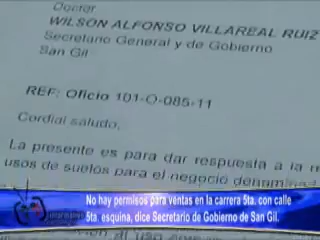 Doctor
WILSON ALFONSO VILLAREAL RUIZ
Secretario General y de Gobierno
San Gil
REF: Oficio 101-O-085-11
Cordial saludo,
La presente es para dar respuesta a la
usos de suelos para el negocio
No hay permisos para ventas en la carrera 5ta. con calle
5ta. esquina, dice Secretario de Gobierno de San Gil.